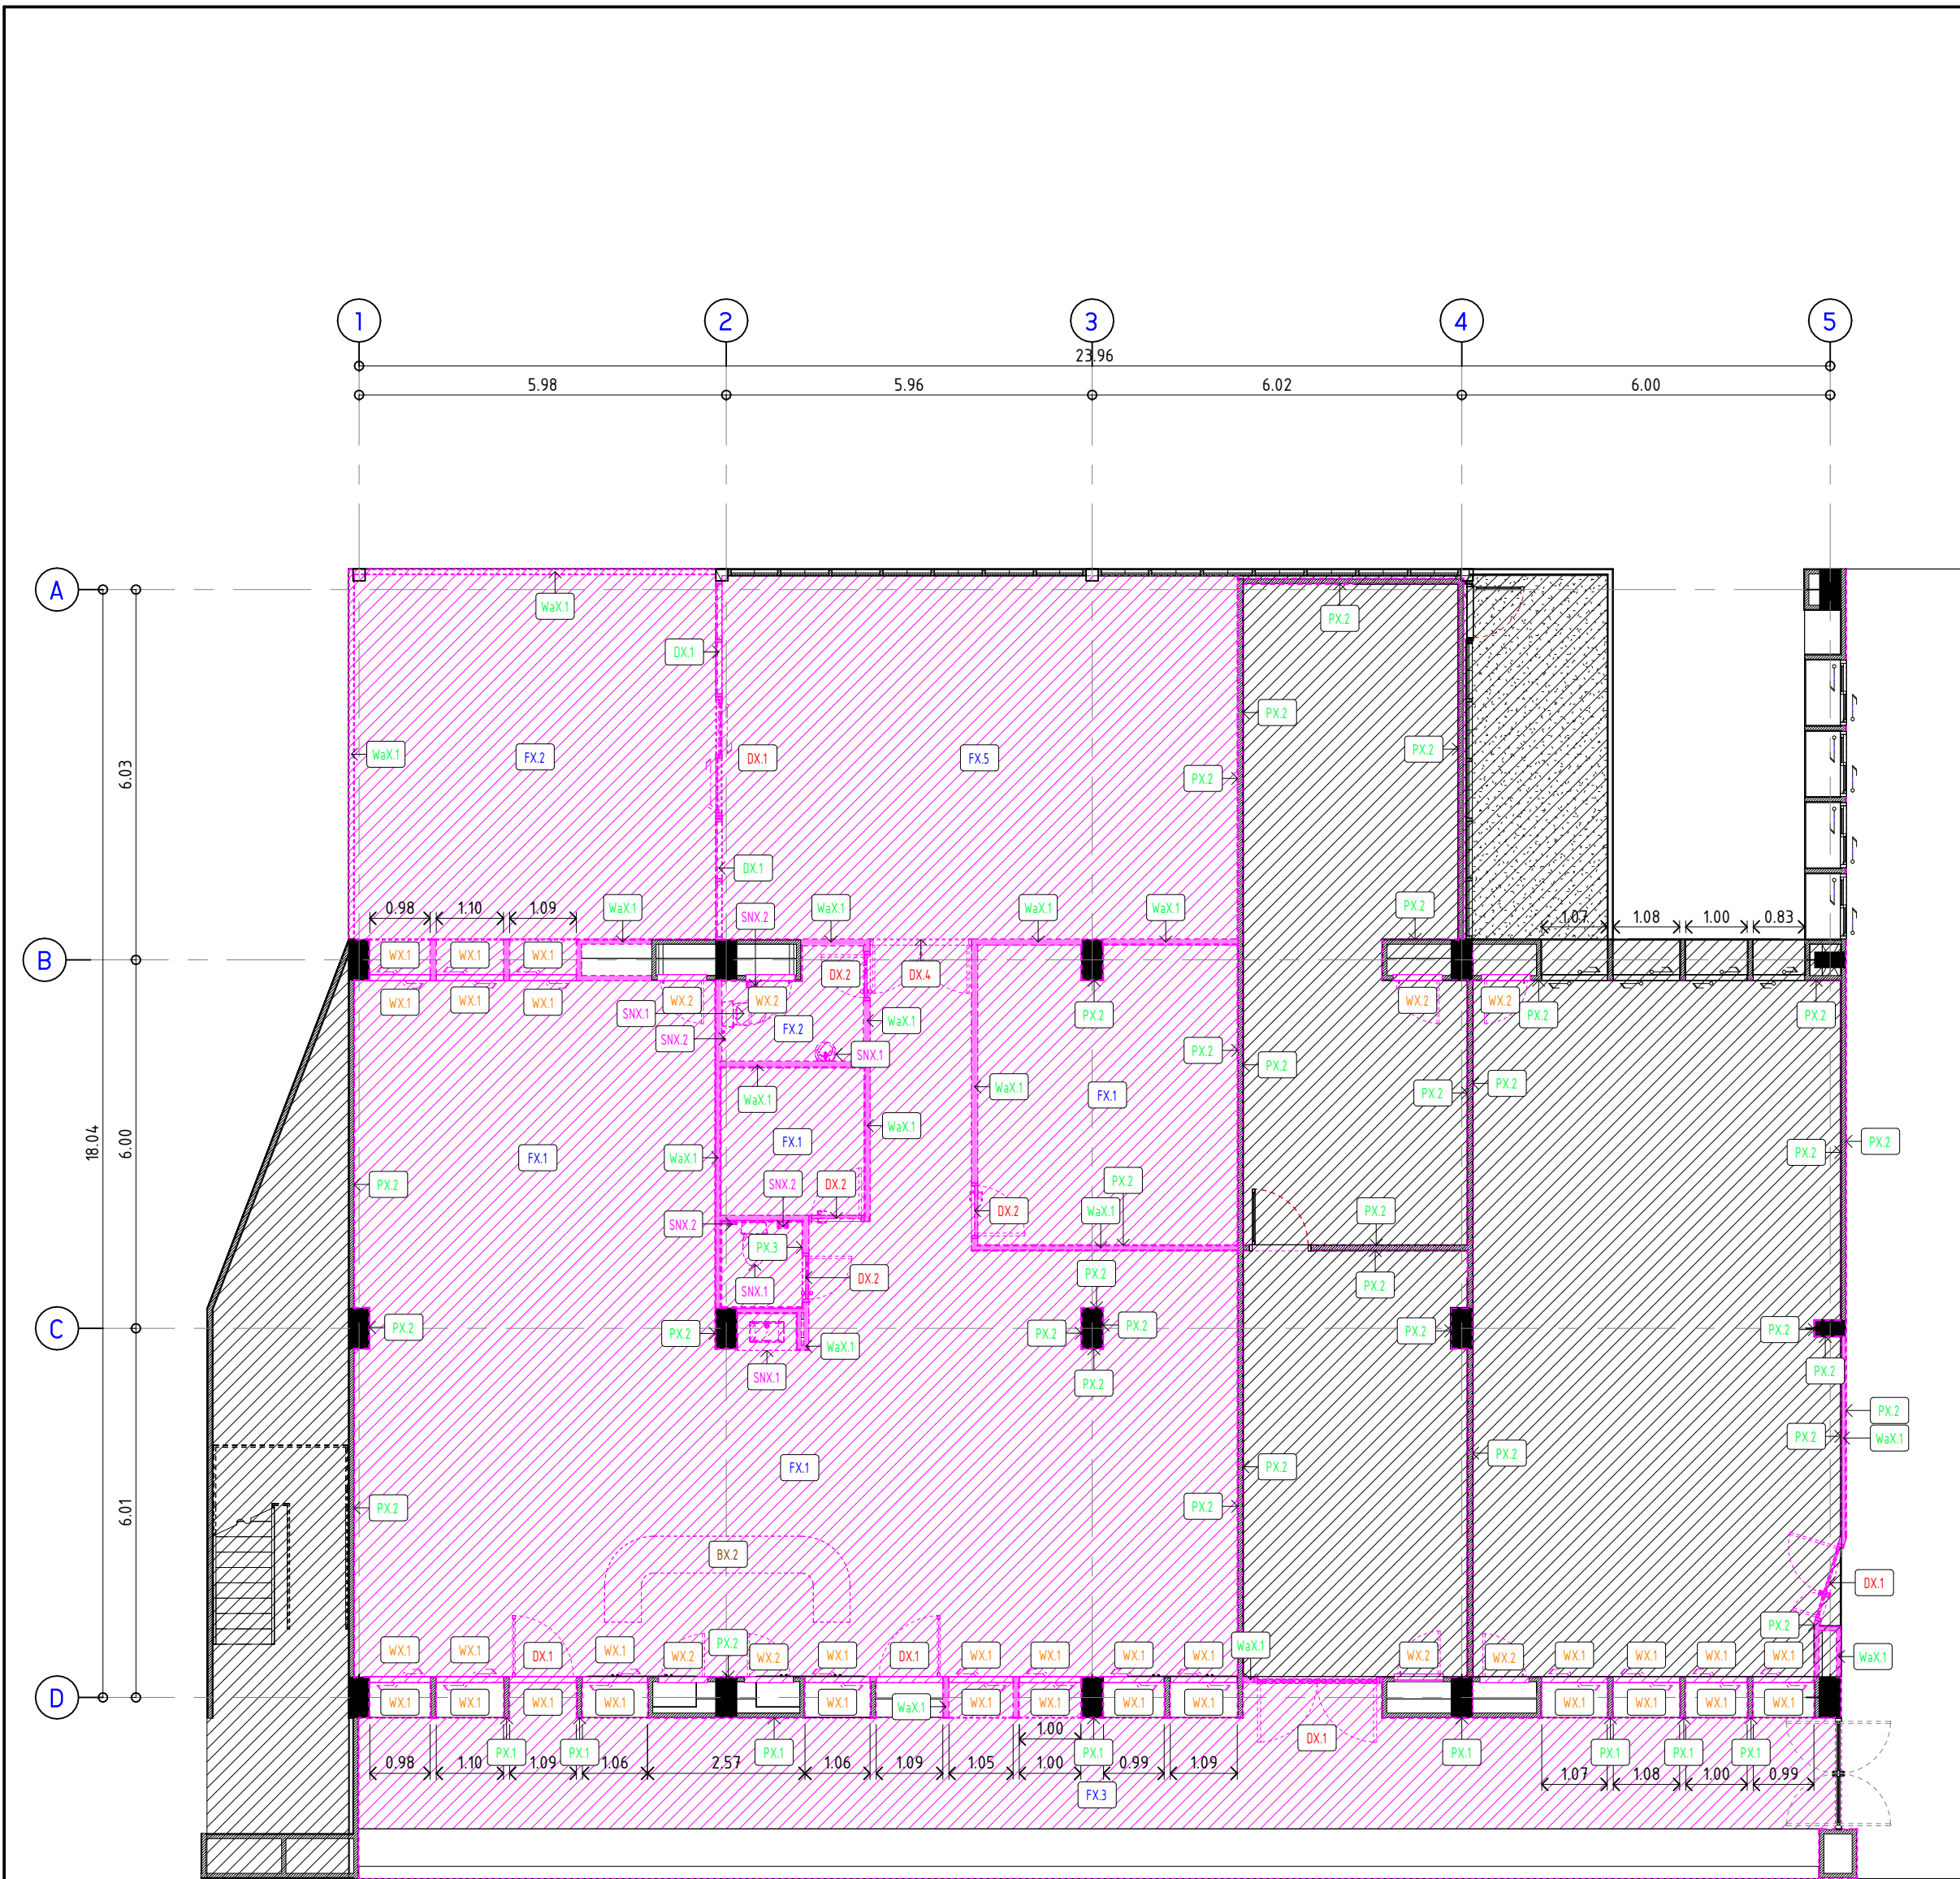 1 2 3 4 5
23.96
5.98 5.96 6.02 6.00
A
WaX.1 PX.2
DX.1
PX.2
WaX.1 FX.2 DX.1 FX.5 PX.2
6.03
PX.2
DX.1
0.98 1.10 1.09 WaX.1 SNX.2 WaX.1 WaX.1 WaX.1 PX.2 1.07 1.08 1.00 0.83
B
WX.1 WX.1 WX.1 DX.2 DX.4
WX.1 WX.1 WX.1 WX.2 WX.2 WX.2 WX.2
SNX.1 PX.2 PX.2 PX.2
SNX.2 FX.2 WaX.1
SNX.1 PX.2 PX.2
WaX.1 WaX.1 FX.1 PX.2 PX.2
18.04 6.00
FX.1 WaX.1 FX.1 WaX.1 PX.2 PX.2
PX.2 SNX.2 DX.2 PX.2
SNX.2 DX.2 WaX.1 PX.2
PX.3
SNX.1 DX.2 PX.2 PX.2
C
PX.2 PX.2 WaX.1 PX.2 PX.2 PX.2 PX.2
SNX.1 PX.2 PX.2
PX.2
PX.2 WaX.1
FX.1 PX.2 PX.2
6.01
PX.2 PX.2
BX.2
DX.1
PX.2
WX.1 WX.1 DX.1 WX.1 WX.2 PX.2 WX.2 WX.1 DX.1 WX.1 WX.1 WX.1 WX.1 WaX.1 WX.2 WX.2 WX.1 WX.1 WX.1 WX.1 WaX.1
D
WX.1 WX.1 WX.1 WX.1 WX.1 WaX.1 WX.1 WX.1 WX.1 WX.1 WX.1 WX.1 WX.1 WX.1
1.00 DX.1
PX.1 PX.1 PX.1 PX.1 PX.1 PX.1 PX.1 PX.1
0.98 1.10 1.09 1.06 2.57 1.06 1.09 1.05 1.00 0.99 1.09 1.07 1.08 1.00 0.99
FX.3